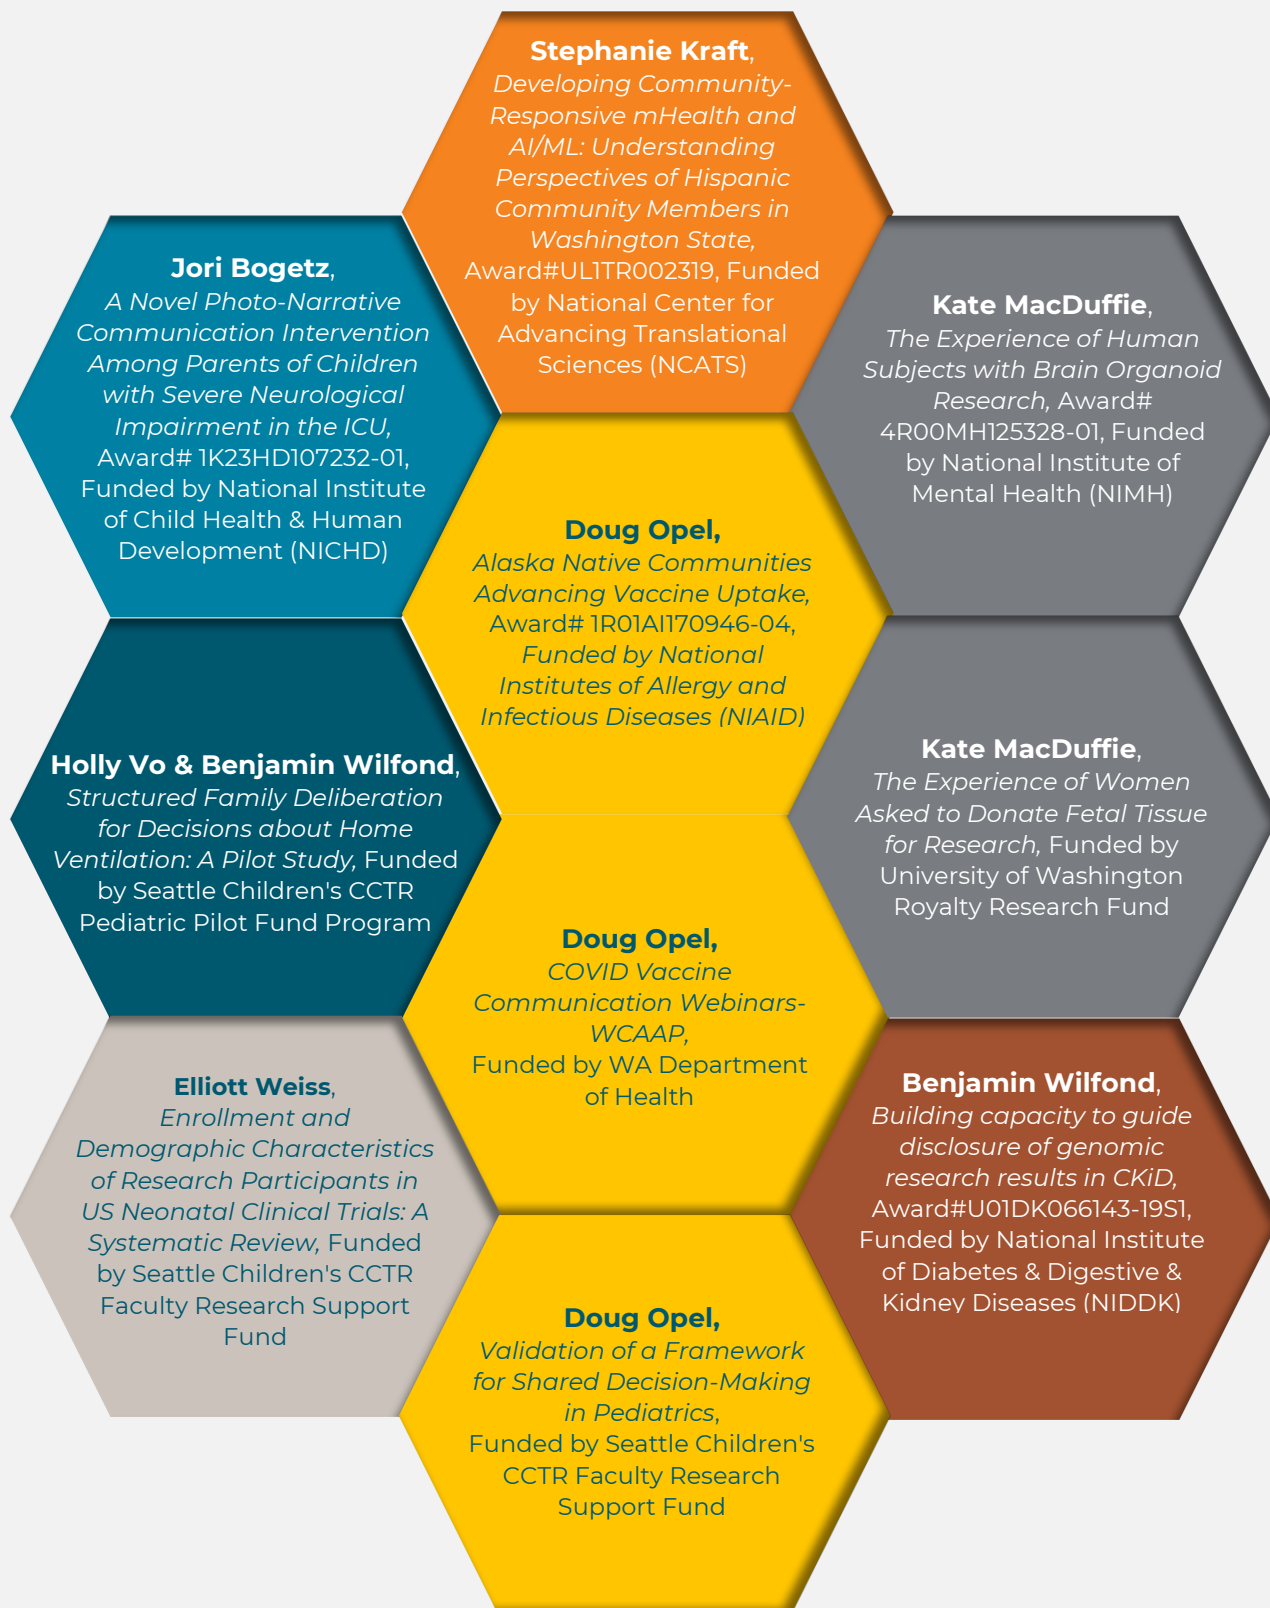 Stephanie Kraft,
Developing Community-
Responsive mHealth and
AI/ML: Understanding
Perspectives of Hispanic
Community Members in
Washington State,
Award#UL1TR002319, Funded
by National Center for
Advancing Translational
Sciences (NCATS)
Jori Bogetz,
A Novel Photo-Narrative
Communication Intervention
Among Parents of Children
with Severe Neurological
Impairment in the ICU,
Award# 1K23HD107232-01,
Funded by National Institute
of Child Health & Human
Development (NICHD)
Kate MacDuffie,
The Experience of Human
Subjects with Brain Organoid
Research, Award#
4R00MH125328-01, Funded
by National Institute of
Mental Health (NIMH)
Doug Opel,
Alaska Native Communities
Advancing Vaccine Uptake,
Award# 1R01AI170946-04,
Funded by National
Institutes of Allergy and
Infectious Diseases (NIAID)
Holly Vo & Benjamin Wilfond,
Structured Family Deliberation
for Decisions about Home
Ventilation: A Pilot Study, Funded
by Seattle Children's CCTR
Pediatric Pilot Fund Program
Kate MacDuffie,
The Experience of Women
Asked to Donate Fetal Tissue
for Research, Funded by
University of Washington
Royalty Research Fund
Doug Opel,
COVID Vaccine
Communication Webinars-
WCAAP,
Funded by WA Department
of Health
Elliott Weiss,
Enrollment and
Demographic Characteristics
of Research Participants in
US Neonatal Clinical Trials: A
Systematic Review, Funded
by Seattle Children's CCTR
Faculty Research Support
Fund
Benjamin Wilfond,
Building capacity to guide
disclosure of genomic
research results in CKiD,
Award#U01DK066143-19S1,
Funded by National Institute
of Diabetes & Digestive &
Kidney Diseases (NIDDK)
Doug Opel,
Validation of a Framework
for Shared Decision-Making
in Pediatrics,
Funded by Seattle Children's
CCTR Faculty Research
Support Fund